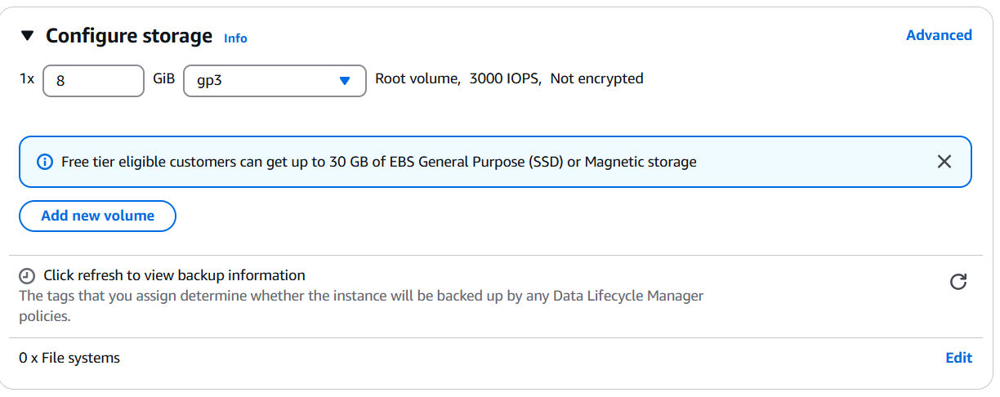 Configure storage Info Advanced
1x 8 GiB gp3 Root volume, 3000 IOPS, Not encrypted
Free tier eligible customers can get up to 30 GB of EBS General Purpose (SSD) or Magnetic storage
Add new volume
Click refresh to view backup information
The tags that you assign determine whether the instance will be backed up by any Data Lifecycle Manager
policies.
0 x File systems Edit